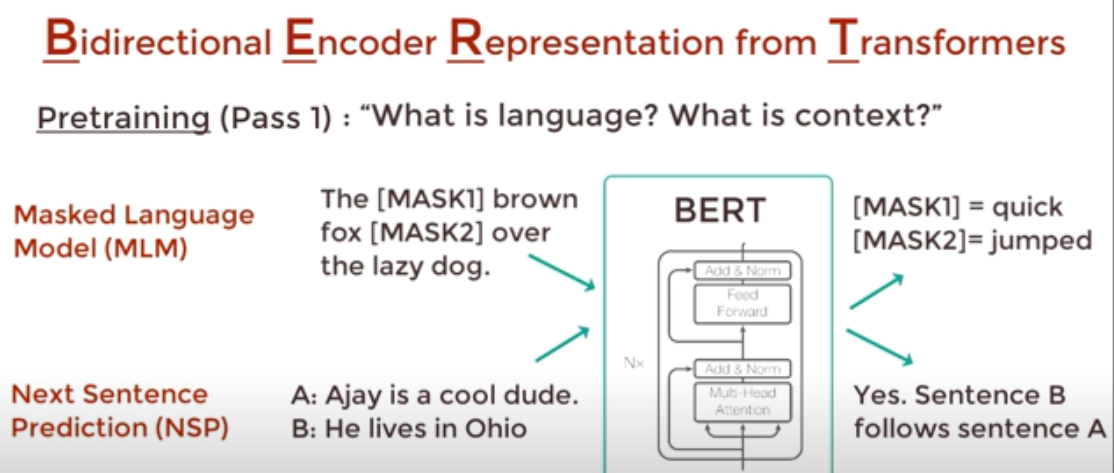 Bidirectional Encoder Representation from Transformers
Pretraining (Pass 1) : “What is language? What is context?”
Masked Language
Model (MLM)
The [MASK1] brown
fox [MASK2] over
the lazy dog.
BERT
Add & Norm
Feed
Forward
Nx
Add & Norm
Multi-Head
Attention
[MASK1] = quick
[MASK2]= jumped
Next Sentence
Prediction (NSP)
A: Ajay is a cool dude.
B: He lives in Ohio
Yes. Sentence B
follows sentence A